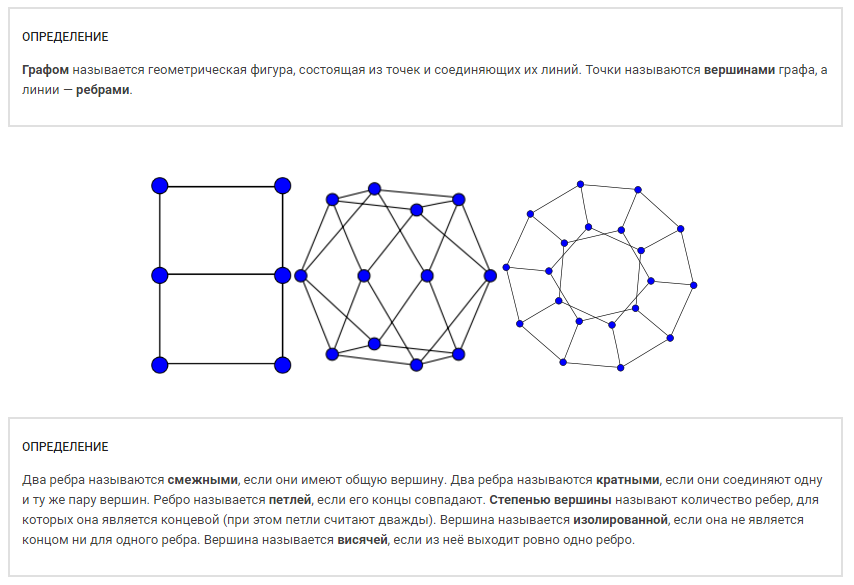 ОПРЕДЕЛЕНИЕ
Графом называется геометрическая фигура, состоящая из точек и соединяющих их линий. Точки называются вершинами графа, а
линии — ребрами.
ОПРЕДЕЛЕНИЕ
Два ребра называются смежными, если они имеют общую вершину. Два ребра называются кратными, если они соединяют одну
и ту же пару вершин. Ребро называется петлей, если его концы совпадают. Степенью вершины называют количество ребер, для
которых она является концевой (при этом петли считают дважды). Вершина называется изолированной, если она не является
концом ни для одного ребра. Вершина называется висячей, если из неё выходит ровно одно ребро.